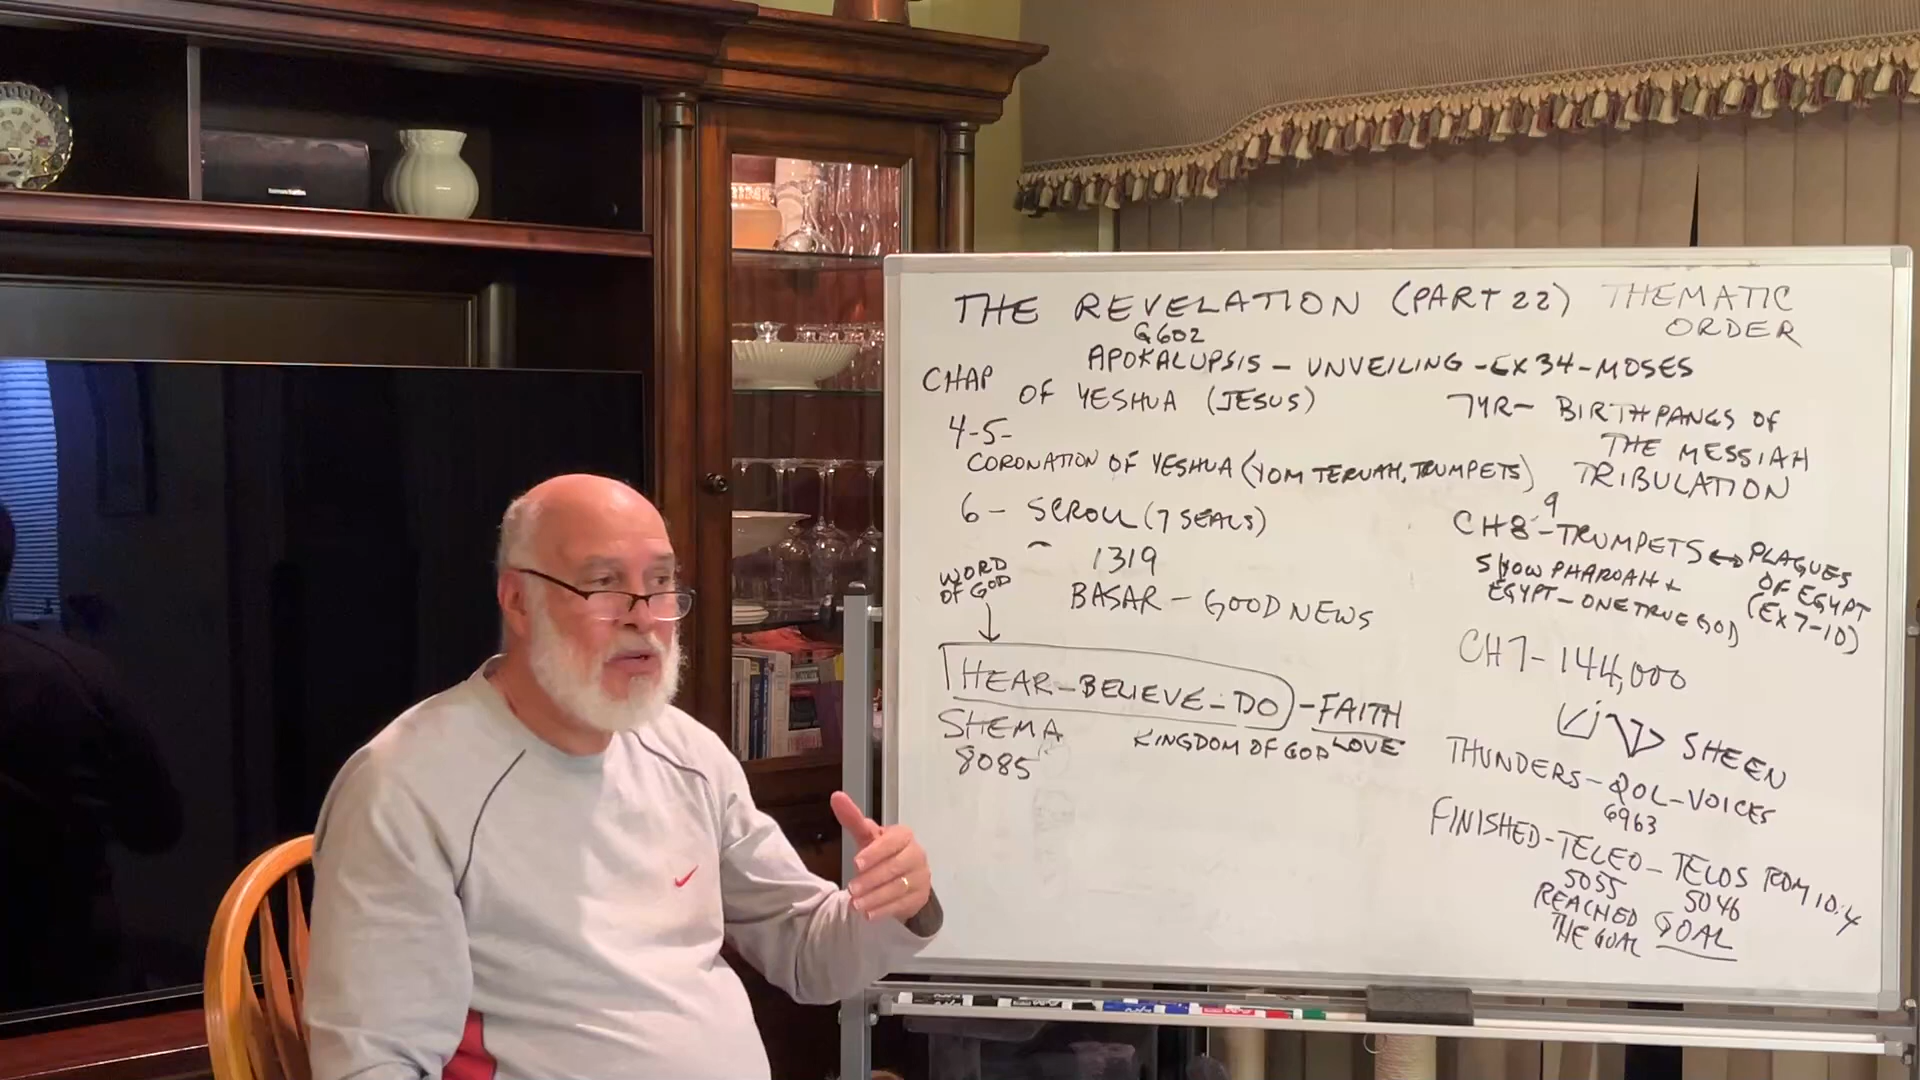 THE REVELATION (PART 22) THEMATIC
ORDER
G602
APOKALUPSIS - UNVEILING - EX 34 - MOSES
CHAP
OF YESHUA (JESUS)
4-5-
CORONATION OF YESHUA (YOM TERUAH, TRUMPETS)
6 - SCROLL (7 SEALS)
1319
BASAR - GOOD NEWS
WORD
OF GOD
HEAR - BELIEVE - DO - FAITH
SHEMA
KINGDOM OF GOD LOVE
8085
7YR - BIRTHPANGS OF
THE MESSIAH
TRIBULATION
9
CH8 - TRUMPETS ↔ PLAGUES
OF EGYPT
(EX 7-10)
SHOW PHAROAH +
EGYPT - ONE TRUE GOD
CH7 - 144,000
SHEEN
THUNDERS - QOL - VOICES
6963
FINISHED - TELEO - TELOS ROM 10:4
5055 5046
REACHED GOAL
THE GOAL